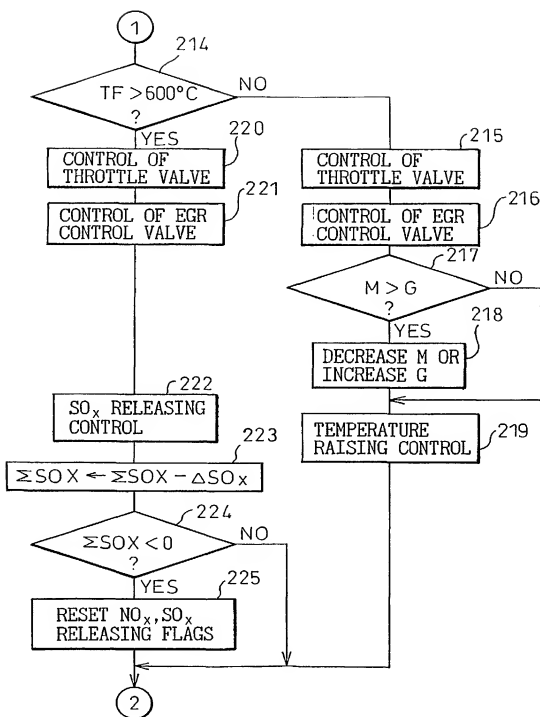 1
214
TF > 600°C
?
NO
YES
220
CONTROL OF
THROTTLE VALVE
221
CONTROL OF EGR
CONTROL VALVE
215
CONTROL OF
THROTTLE VALVE
216
CONTROL OF EGR
CONTROL VALVE
217
M > G
?
NO
YES
218
DECREASE M OR
INCREASE G
222
SOx RELEASING
CONTROL
TEMPERATURE
RAISING CONTROL
219
223
ΣSOX ← ΣSOX − △SOx
224
ΣSOX < 0
?
NO
YES
225
RESET NOx, SOx
RELEASING FLAGS
2